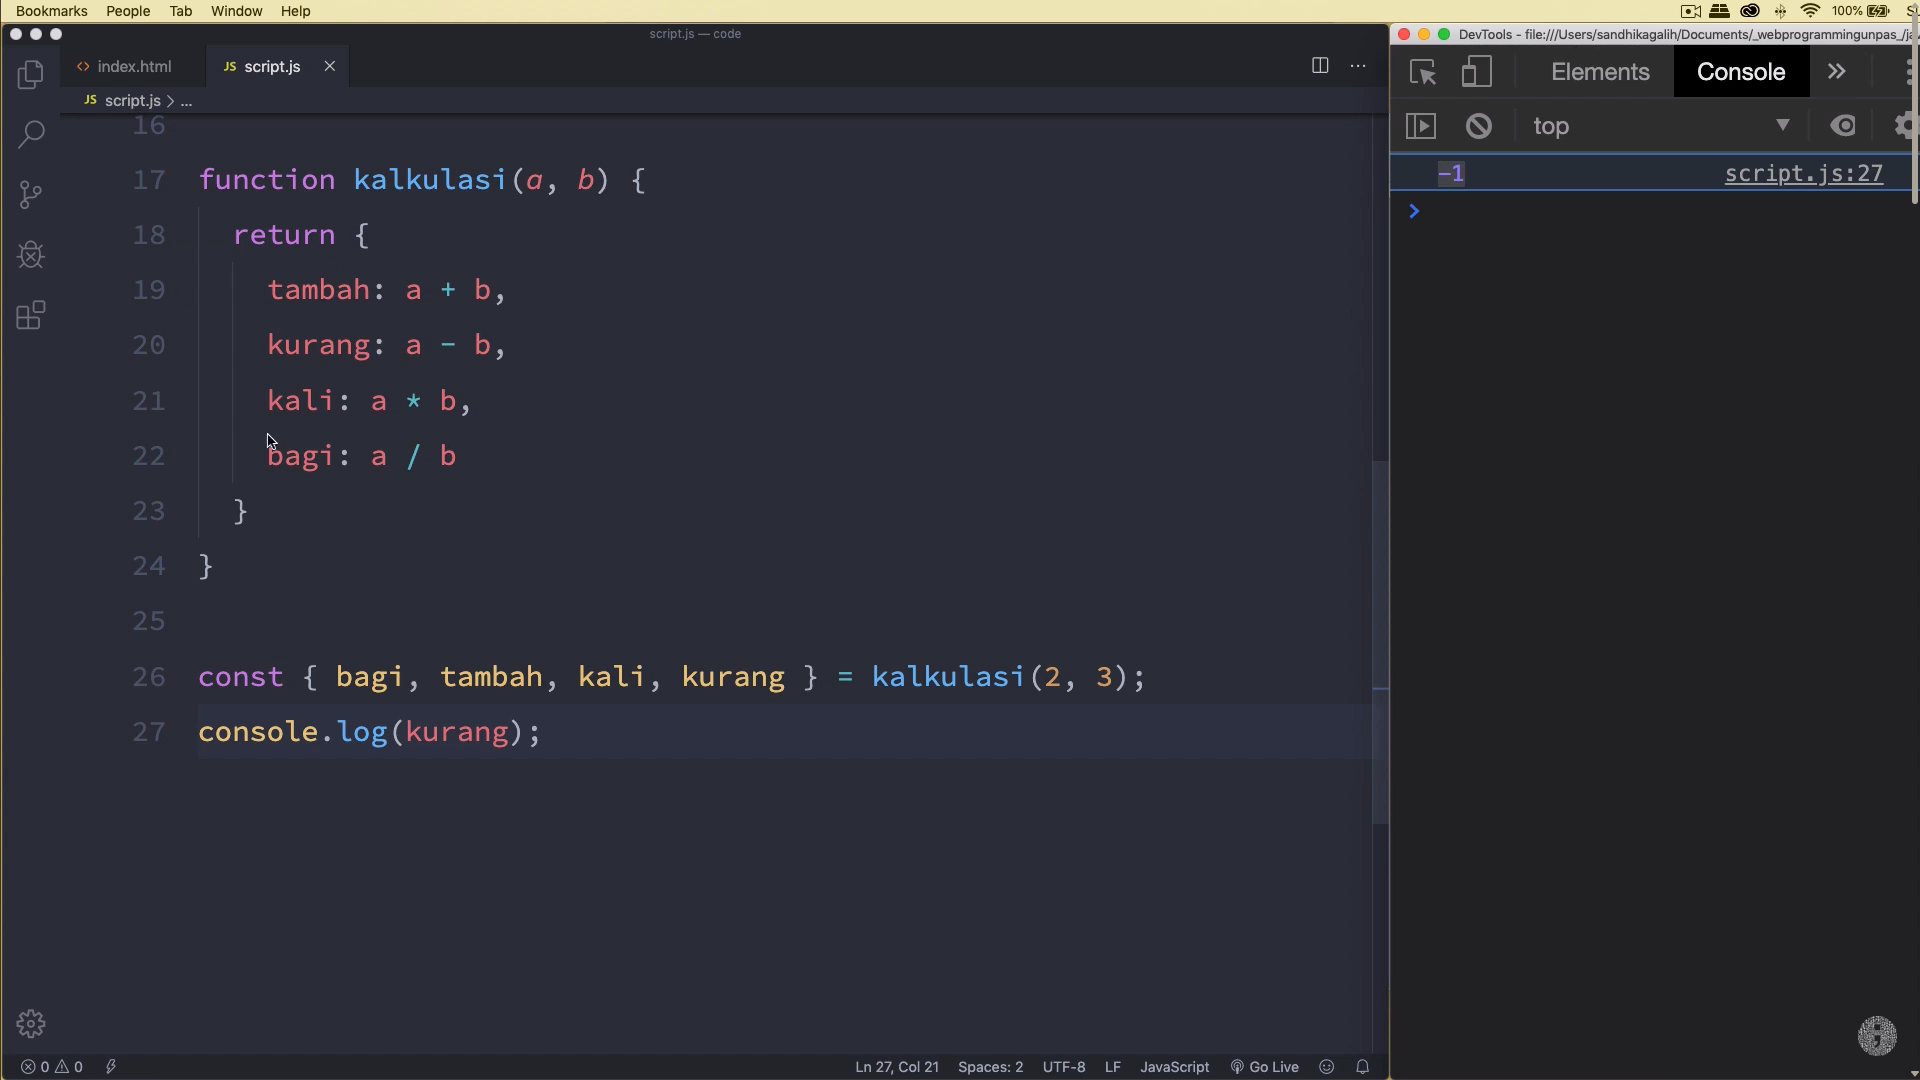 Bookmarks People Tab Window Help 100%
script.js — code
DevTools - file:///Users/sandhikagalih/Documents/_webprogrammingunpas_/ja
index.html JS script.js
Elements Console
JS script.js > ...
top
-1 script.js:27
>
16
17 function kalkulasi(a, b) {
18 return {
19 tambah: a + b,
20 kurang: a - b,
21 kali: a * b,
22 bagi: a / b
23 }
24 }
25
26 const { bagi, tambah, kali, kurang } = kalkulasi(2, 3);
27 console.log(kurang);
0 0 Ln 27, Col 21 Spaces: 2 UTF-8 LF JavaScript Go Live